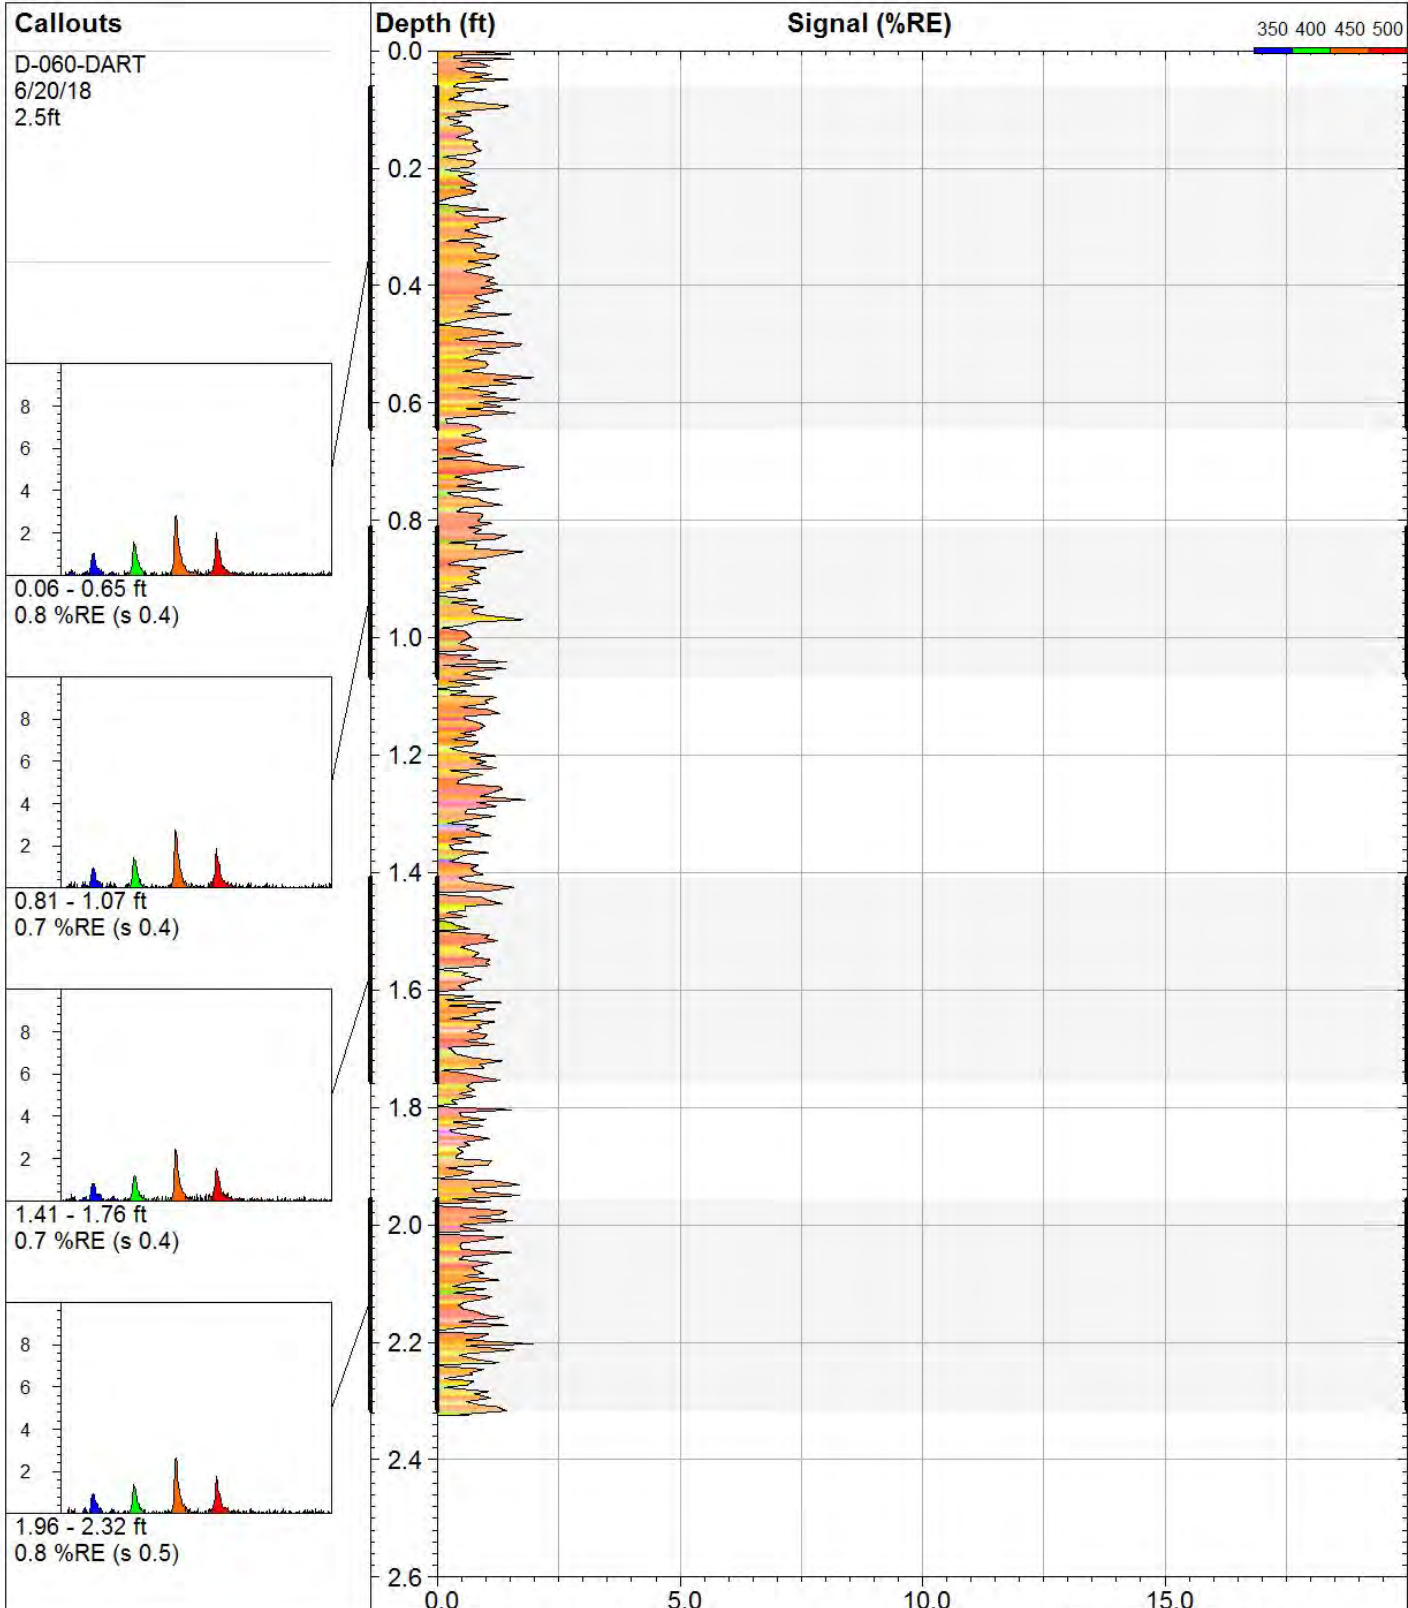 Callouts
Depth (ft)
Signal (%RE)
350 400 450 500
D-060-DART
6/20/18
2.5ft
8
6
4
2
0.06 - 0.65 ft
0.8 %RE (s 0.4)
8
6
4
2
0.81 - 1.07 ft
0.7 %RE (s 0.4)
8
6
4
2
1.41 - 1.76 ft
0.7 %RE (s 0.4)
8
6
4
2
1.96 - 2.32 ft
0.8 %RE (s 0.5)
0.0
0.2
0.4
0.6
0.8
1.0
1.2
1.4
1.6
1.8
2.0
2.2
2.4
2.6
0.0 5.0 10.0 15.0